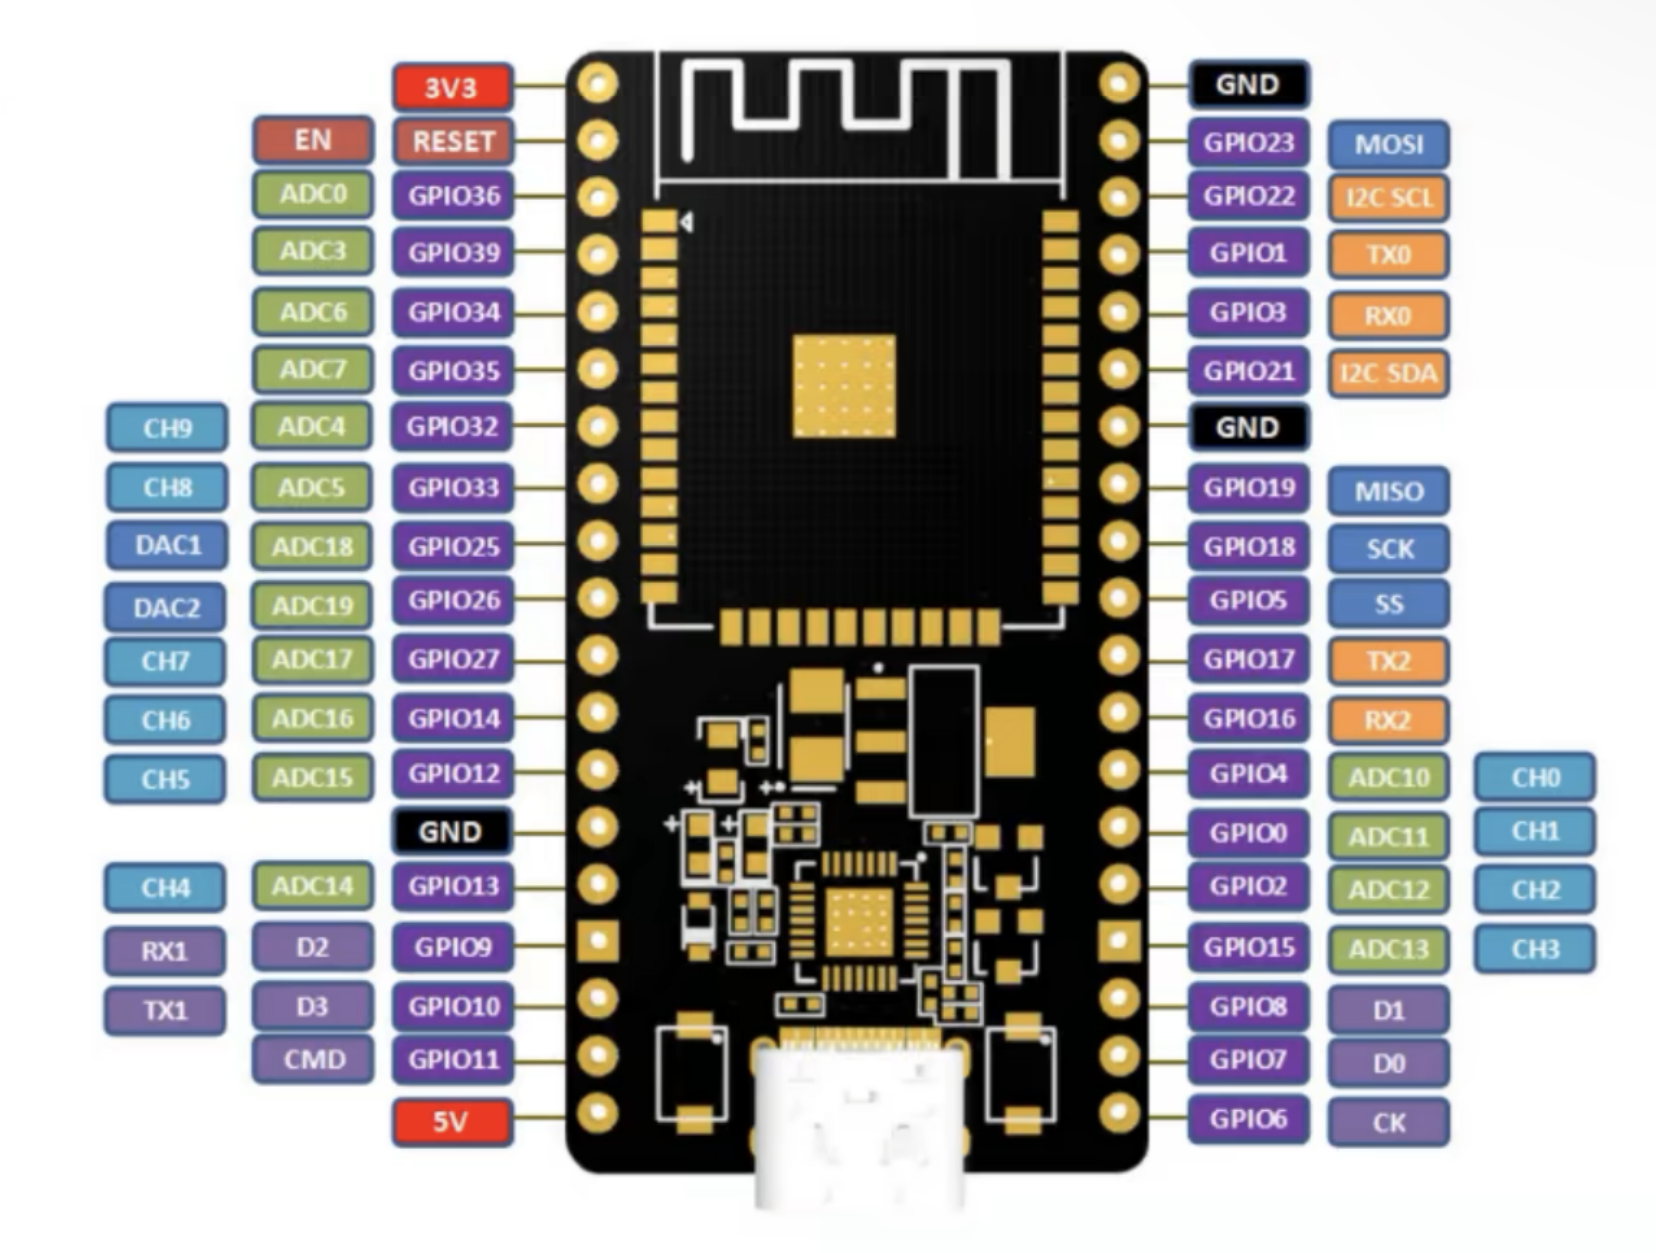 3V3 GND
EN RESET GPIO23 MOSI
ADC0 GPIO36 GPIO22 I2C SCL
ADC3 GPIO39 GPIO1 TX0
ADC6 GPIO34 GPIO3 RX0
ADC7 GPIO35 GPIO21 I2C SDA
CH9 ADC4 GPIO32 GND
CH8 ADC5 GPIO33 GPIO19 MISO
DAC1 ADC18 GPIO25 GPIO18 SCK
DAC2 ADC19 GPIO26 GPIO5 SS
CH7 ADC17 GPIO27 GPIO17 TX2
CH6 ADC16 GPIO14 GPIO16 RX2
CH5 ADC15 GPIO12 GPIO4 ADC10 CH0
GND GPIO0 ADC11 CH1
CH4 ADC14 GPIO13 GPIO2 ADC12 CH2
RX1 D2 GPIO9 GPIO15 ADC13 CH3
TX1 D3 GPIO10 GPIO8 D1
CMD GPIO11 GPIO7 D0
5V GPIO6 CK